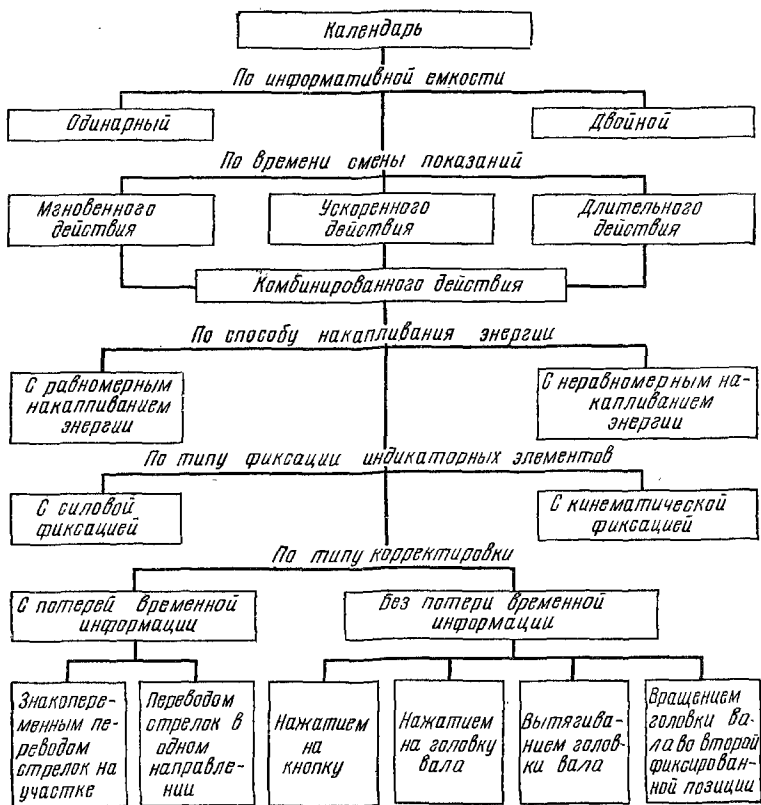 Календарь
По информативной емкости
Одинарный
Двойной
По времени смены показаний
Мгновенного
действия
Ускоренного
действия
Длительного
действия
Комбинированного действия
По способу накапливания энергии
С равномерным
накапливанием
энергии
С неравномерным на-
капливанием
энергии
По типу фиксации индикаторных элементов
С силовой
фиксацией
С кинематической
фиксацией
По типу корректировки
С потерей временной
информации
Без потери временной
информации
Знакопере-
менным пе-
реводом
стрелок на
участке
Переводом
стрелок в
одном
направле-
нии
Нажатием
на
кнопку
Нажатием
на головку
вала
Вытягива-
нием голов-
ки вала
Вращением
головки ва-
ла во второй
фиксирован-
ной позиции